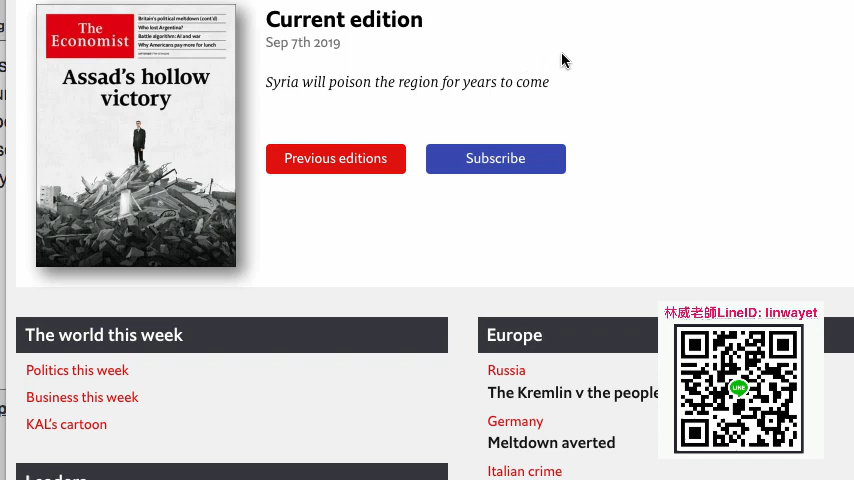 The
Economist
Britain's political meltdown (cont'd)
Who lost Argentina?
Battle algorithm: AI and war
Why Americans pay more for lunch
Assad's hollow
victory
Current edition
Sep 7th 2019
Syria will poison the region for years to come
Previous editions
Subscribe
The world this week
Politics this week
Business this week
KAL's cartoon
Leaders
Europe
Russia
The Kremlin v the people
Germany
Meltdown averted
Italian crime
林威老師LineID: linwayet
LINE